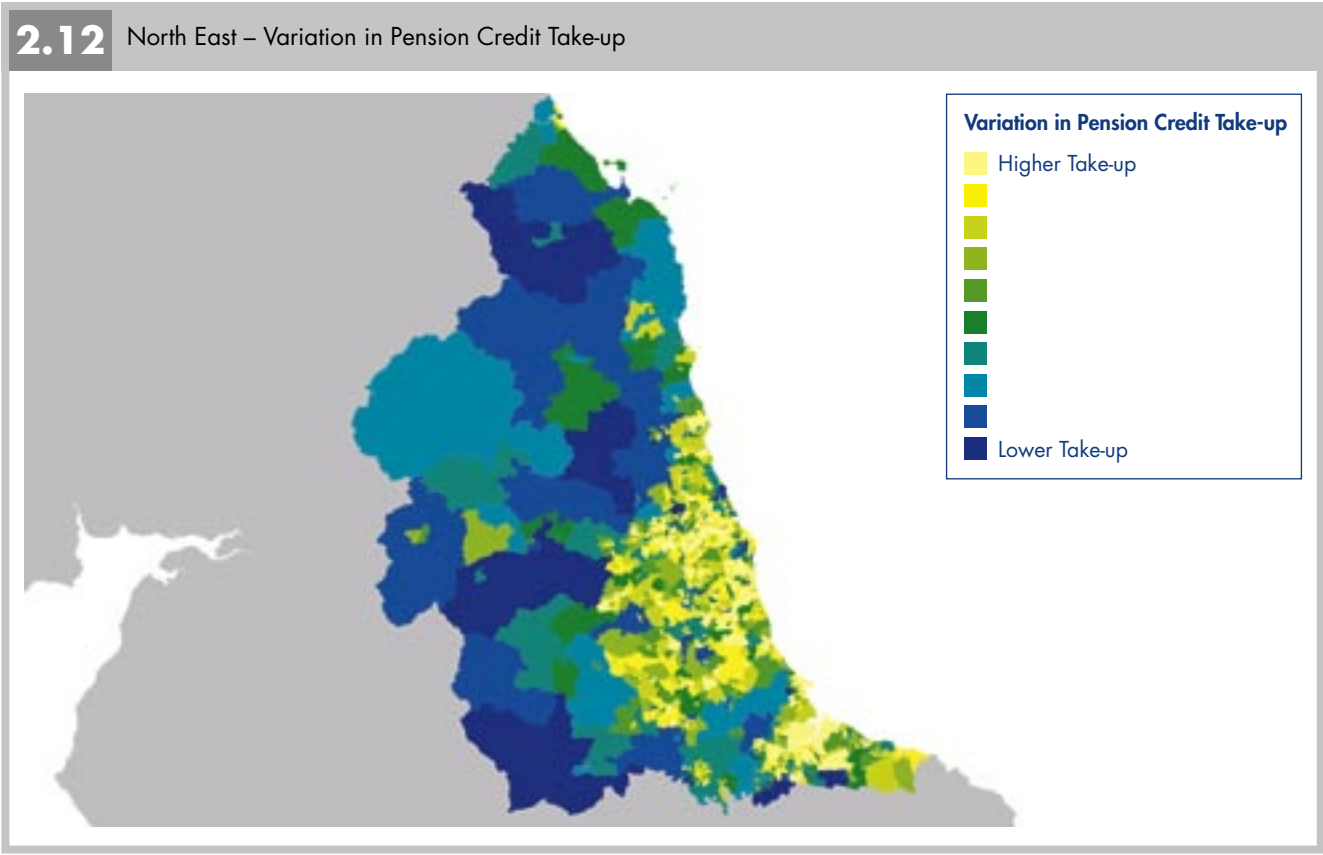 2.12 North East – Variation in Pension Credit Take-up
Variation in Pension Credit Take-up
Higher Take-up
Lower Take-up